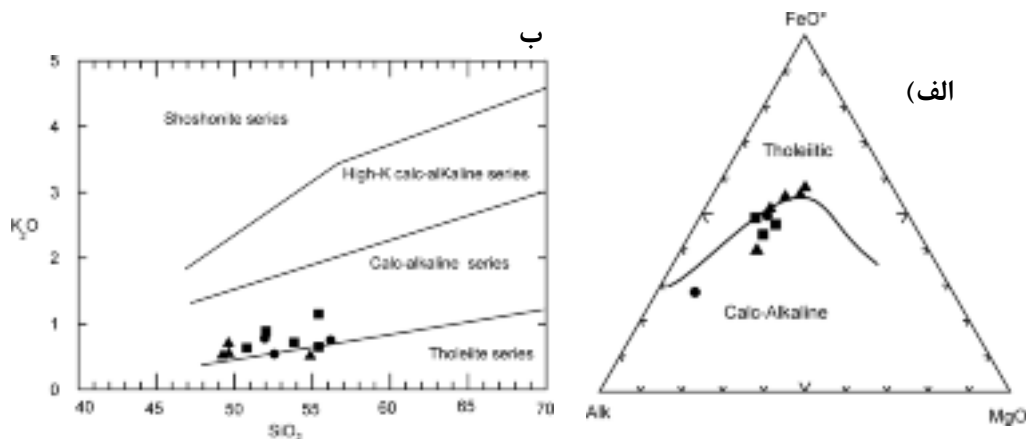 ب
5
4
3
2
1
0
K₂O
Shoshonite series
High-K calc-alKaline series
Calc-alkaline series
Tholeiite series
40 45 50 55 60 65 70
SiO₂
FeO*
الف)
Tholeiitic
Calc-Alkaline
Alk
MgO